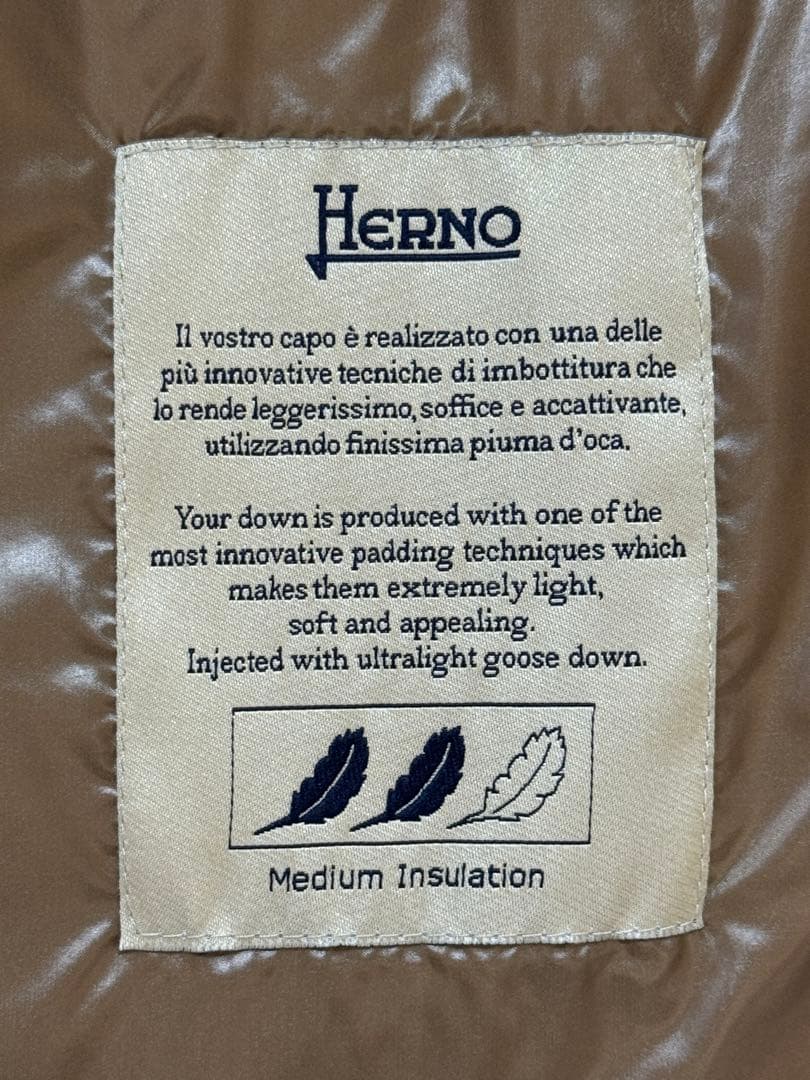 HERNO
Il vostro capo è realizzato con una delle
più innovative tecniche di imbottitura che
lo rende leggerissimo, soffice e accattivante,
utilizzando finissima piuma d'oca.
Your down is produced with one of the
most innovative padding techniques which
makes them extremely light,
soft and appealing.
Injected with ultralight goose down.
Medium Insulation